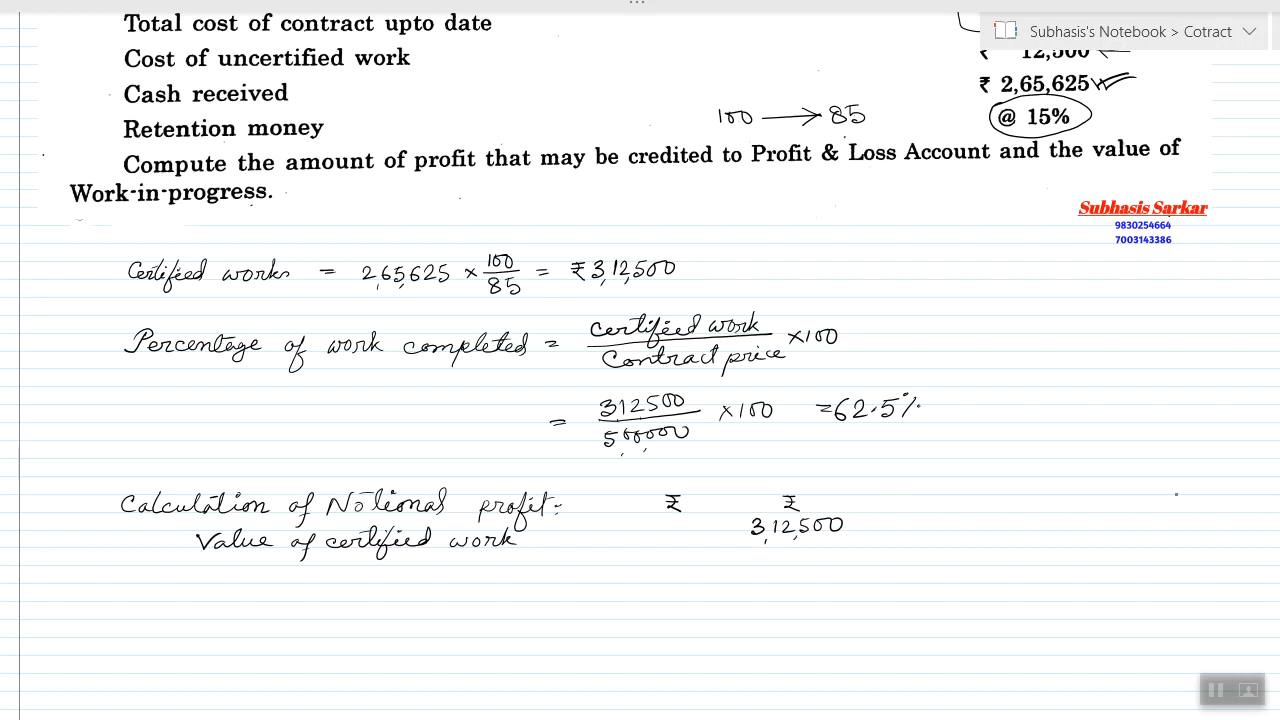 Total cost of contract upto date
Subhasis's Notebook > Cotract
Cost of uncertified work ₹ 12,500
Cash received ₹ 2,65,625
Retention money 100 → 85 @ 15%
Compute the amount of profit that may be credited to Profit & Loss Account and the value of
Work-in-progress.
Subhasis Sarkar
9830254664
7003143386
Certified works = 2,65,625 × 100/85 = ₹ 3,12,500
Percentage of work completed = certified work / Contract price × 100
= 312500 / 500000 × 100 = 62.5%
Calculation of Notional profit:- ₹ ₹
Value of certified work 3,12,500